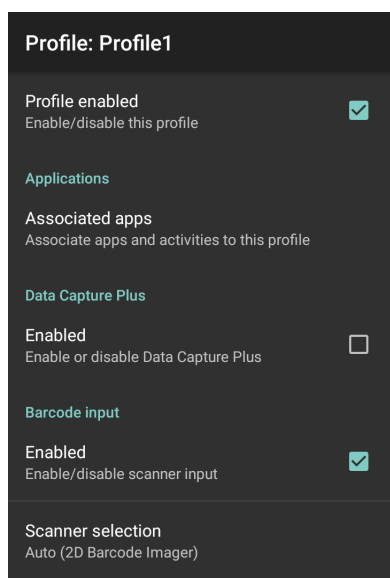 Profile: Profile1
Profile enabled
Enable/disable this profile
Applications
Associated apps
Associate apps and activities to this profile
Data Capture Plus
Enabled
Enable or disable Data Capture Plus
Barcode input
Enabled
Enable/disable scanner input
Scanner selection
Auto (2D Barcode Imager)